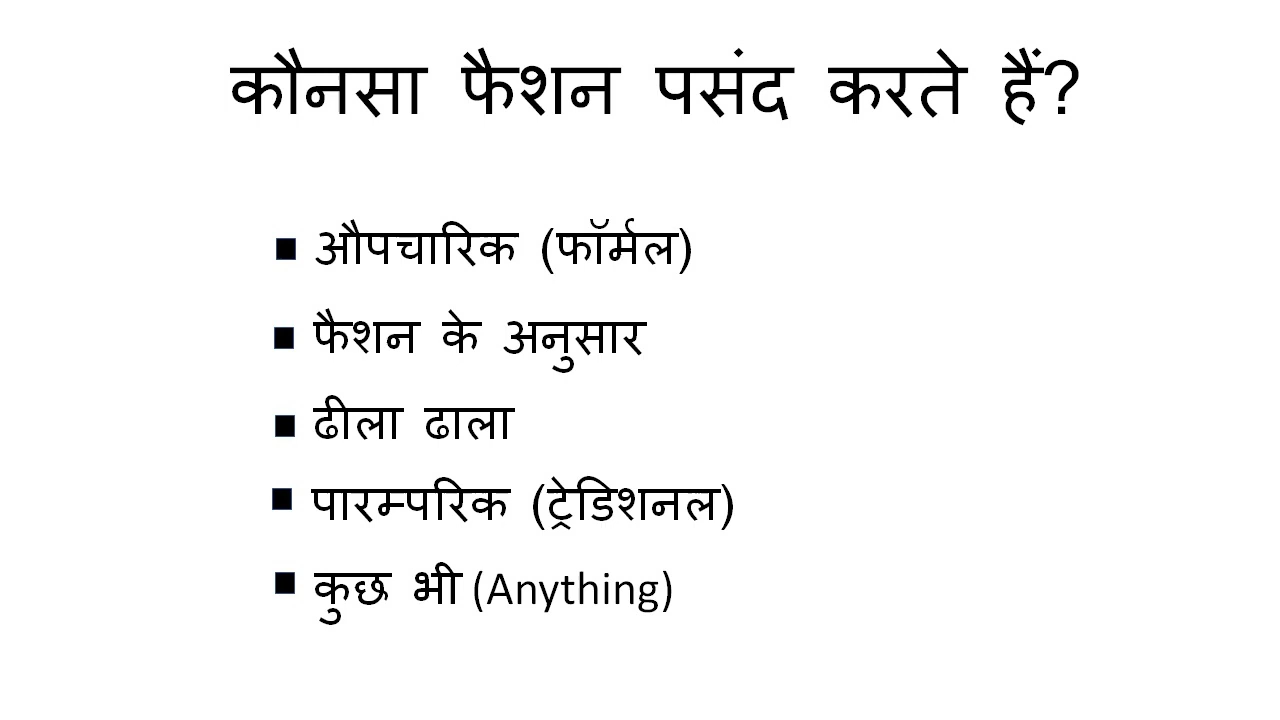 कौनसा फैशन पसंद करते हैं?
औपचारिक (फॉर्मल)
फैशन के अनुसार
ढीला ढाला
पारम्परिक (ट्रेडिशनल)
कुछ भी (Anything)